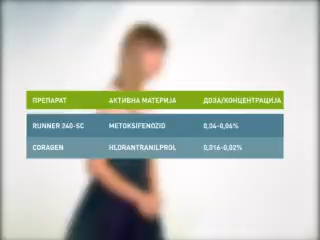 ПРЕПАРАТ АКТИВНА МАТЕРИЈА ДОЗА/КОНЦЕНТРАЦИЈА
RUNNER 240-SC METOKSIFENOZID 0,04-0,06%
CORAGEN HLORANTRANILPROL 0,016-0,02%